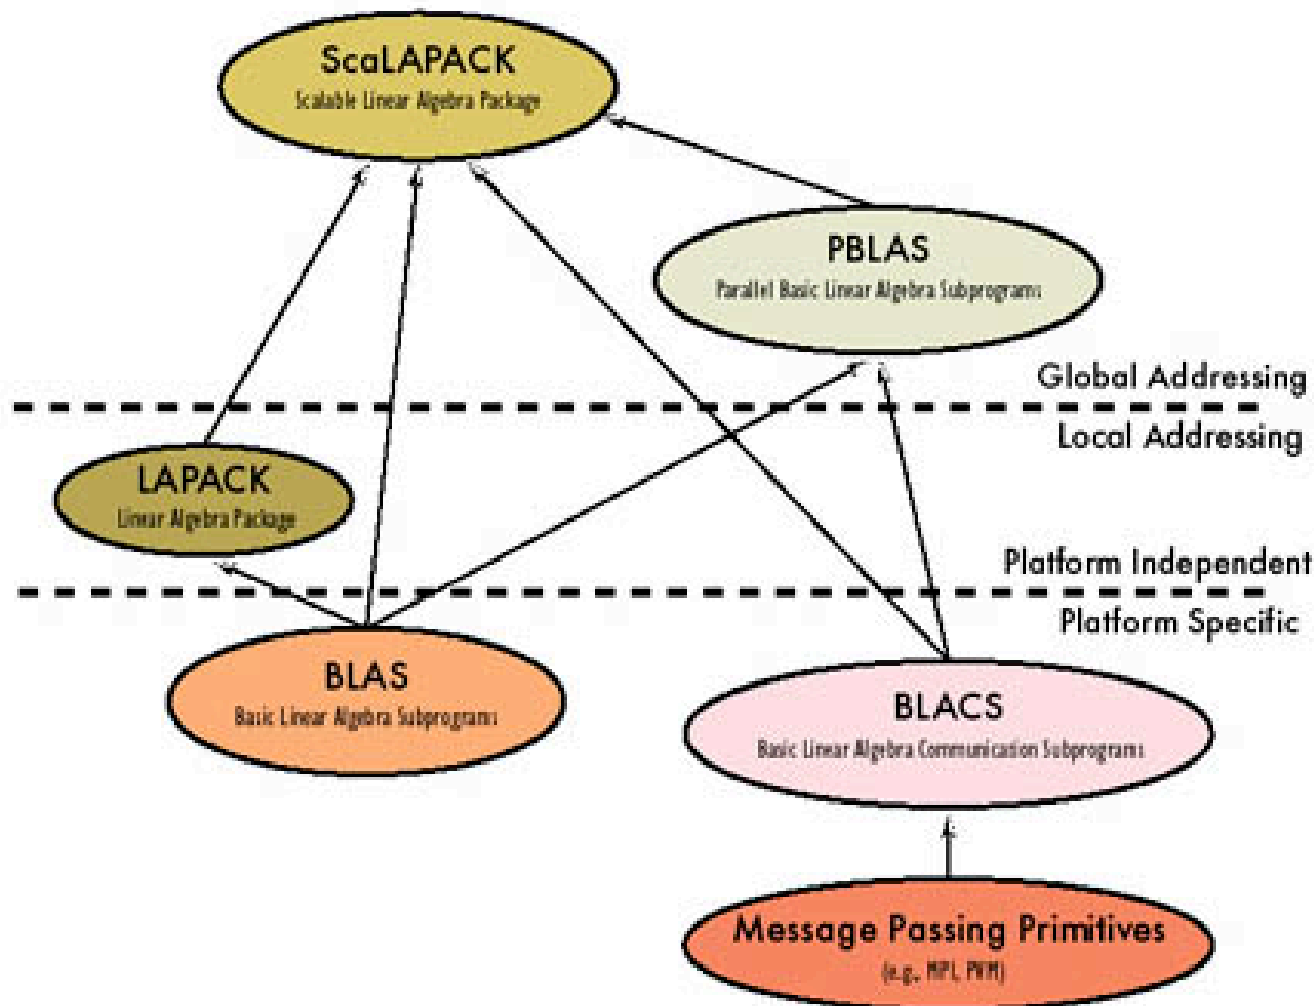 ScaLAPACK
Scalable Linear Algebra Package
PBLAS
Parallel Basic Linear Algebra Subprograms
Global Addressing
Local Addressing
LAPACK
Linear Algebra Package
Platform Independent
Platform Specific
BLAS
Basic Linear Algebra Subprograms
BLACS
Basic Linear Algebra Communication Subprograms
Message Passing Primitives
(e.g., MPI, PVM)